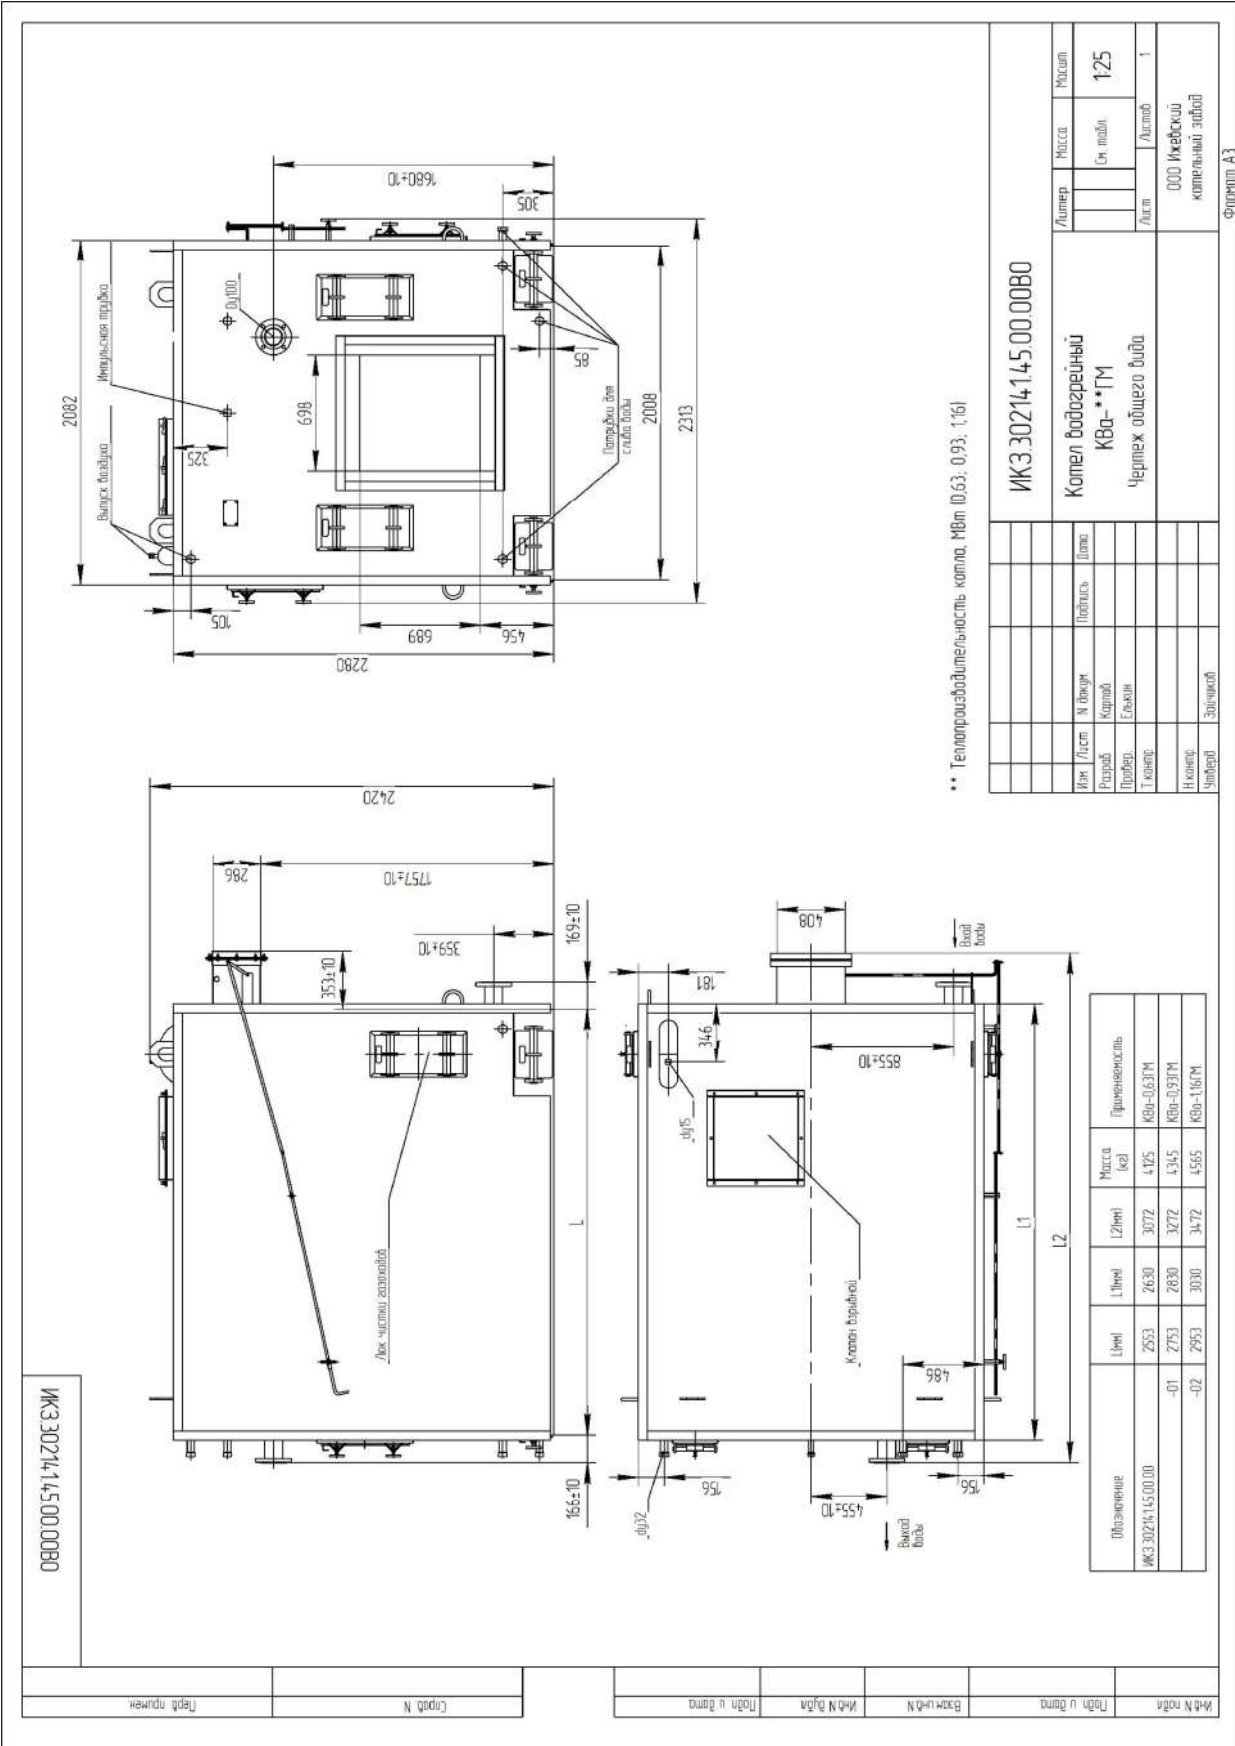 ИК3.302141.45.00.00ВО
Перв. примен.
Справ. N
Подп. и дата
Инв N дубл
Взам.инв.N
Подп. и дата
Инв N подл
2420
286
1757±10
353±10
359±10
169±10
L
166±10
Люк чистки газоходов
2082
Импульсная трубка
Выпуск воздуха
Dy100
1680±10
305
325
698
85
Патрубки для
слива воды
2008
2313
105
689
456
2280
408
Вход
воды
181
346
855±10
_dy15
Клапан взрывной
L1
L2
486
156
156
_dy32
455±10
Выход
воды
** Теплопроизводительность котла, МВт (0,63; 0,93; 1,16)
Обозначение L(мм) L1(мм) L2(мм) Масса (кг) Применяемость
ИК3.302141.45.00.00 2553 2630 3072 4125 КВа-0,63ГМ
-01 2753 2830 3272 4345 КВа-0,93ГМ
-02 2953 3030 3472 4565 КВа-1,16ГМ
ИК3.302141.45.00.00ВО
Изм Лист N докум Подпись Дата
Разраб. Карпов
Провер. Елькин
Т.контр
Н.контр
Утверд Зайчиков
Котел водогрейный
КВа-**ГМ
Чертеж общего вида
Литер Масса Масшт
См. табл. 1:25
Лист Листов 1
ООО Ижевский
котельный завод
Формат А3